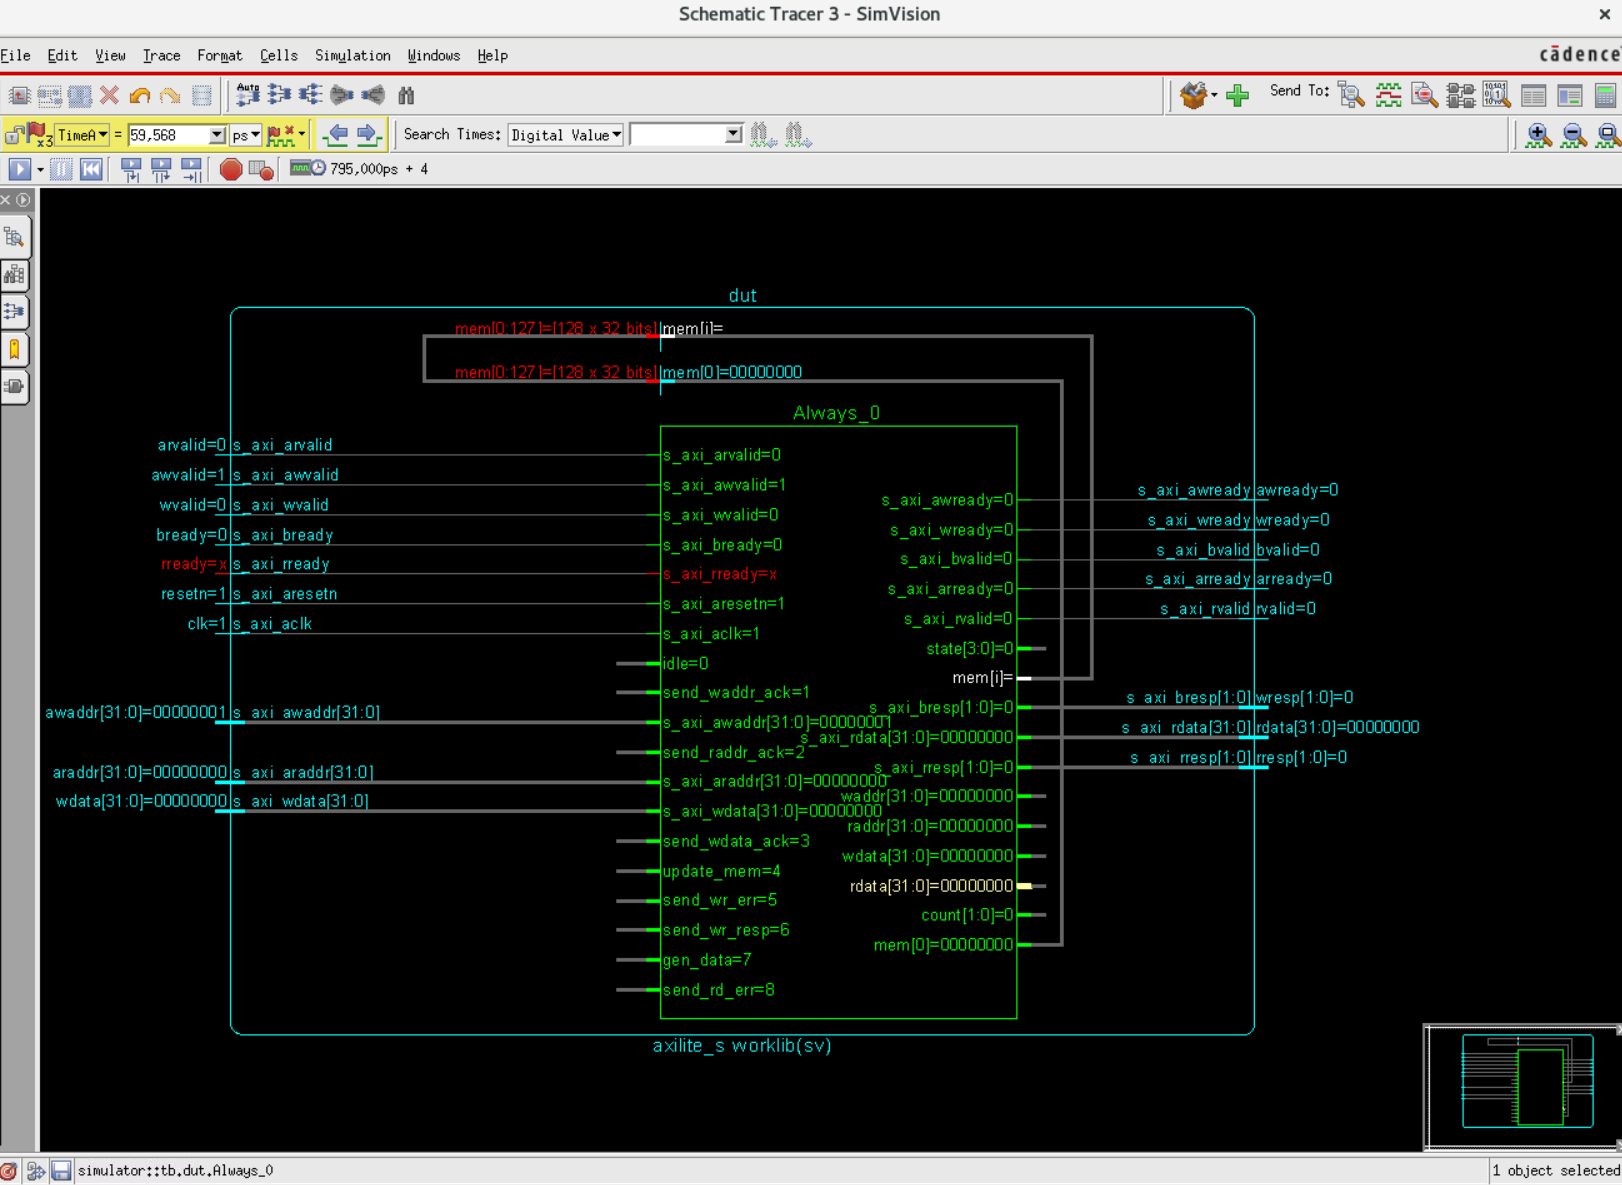 Schematic Tracer 3 - SimVision
File Edit View Trace Format Cells Simulation Windows Help
cādence
Auto
Send To:
x3 TimeA = 59,568 ps
Search Times: Digital Value
795,000ps + 4
dut
mem[0:127]=[128 x 32 bits] mem[i]=
mem[0:127]=[128 x 32 bits] mem[0]=00000000
Always_0
arvalid=0 s_axi_arvalid
s_axi_arvalid=0
awvalid=1 s_axi_awvalid
s_axi_awvalid=1
s_axi_awready=0
s_axi_awready awready=0
wvalid=0 s_axi_wvalid
s_axi_wvalid=0
s_axi_wready=0
s_axi_wready wready=0
bready=0 s_axi_bready
s_axi_bready=0
s_axi_bvalid=0
s_axi_bvalid bvalid=0
rready=x s_axi_rready
s_axi_rready=x
s_axi_arready=0
s_axi_arready arready=0
resetn=1 s_axi_aresetn
s_axi_aresetn=1
s_axi_rvalid=0
s_axi_rvalid rvalid=0
clk=1 s_axi_aclk
s_axi_aclk=1
state[3:0]=0
idle=0
mem[i]=
send_waddr_ack=1
s_axi_bresp[1:0]=0
s_axi_bresp[1:0] wresp[1:0]=0
awaddr[31:0]=00000001 s_axi_awaddr[31:0]
s_axi_awaddr[31:0]=00000001
s_axi_rdata[31:0]=00000000
s_axi_rdata[31:0] rdata[31:0]=00000000
send_raddr_ack=2
s_axi_rresp[1:0]=0
s_axi_rresp[1:0] rresp[1:0]=0
araddr[31:0]=00000000 s_axi_araddr[31:0]
s_axi_araddr[31:0]=00000000
waddr[31:0]=00000000
wdata[31:0]=00000000 s_axi_wdata[31:0]
s_axi_wdata[31:0]=00000000
raddr[31:0]=00000000
send_wdata_ack=3
wdata[31:0]=00000000
update_mem=4
rdata[31:0]=00000000
send_wr_err=5
count[1:0]=0
send_wr_resp=6
mem[0]=00000000
gen_data=7
send_rd_err=8
axilite_s worklib(sv)
simulator::tb.dut.Always_0
1 object selected